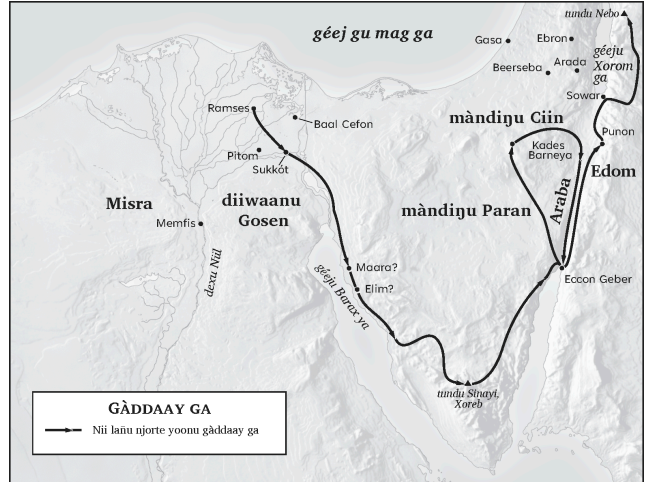 tundu Nebo
géej gu mag ga
Gasa
Ebron
géeju
Xorom
ga
Arada
Beerseba
Sowar
Ramses
Baal Cefon
màndiŋu Ciin
Punon
Kades
Barneya
Pitom
Sukkót
Edom
Misra
diiwaanu
Gosen
màndiŋu Paran
Araba
Memfis
dexu Niil
Maara?
Eccon Geber
géeju Barax ya
Elim?
tundu Sinayi,
Xoreb
GÀDDAAY GA
Nii lañu njorte yoonu gàddaay ga